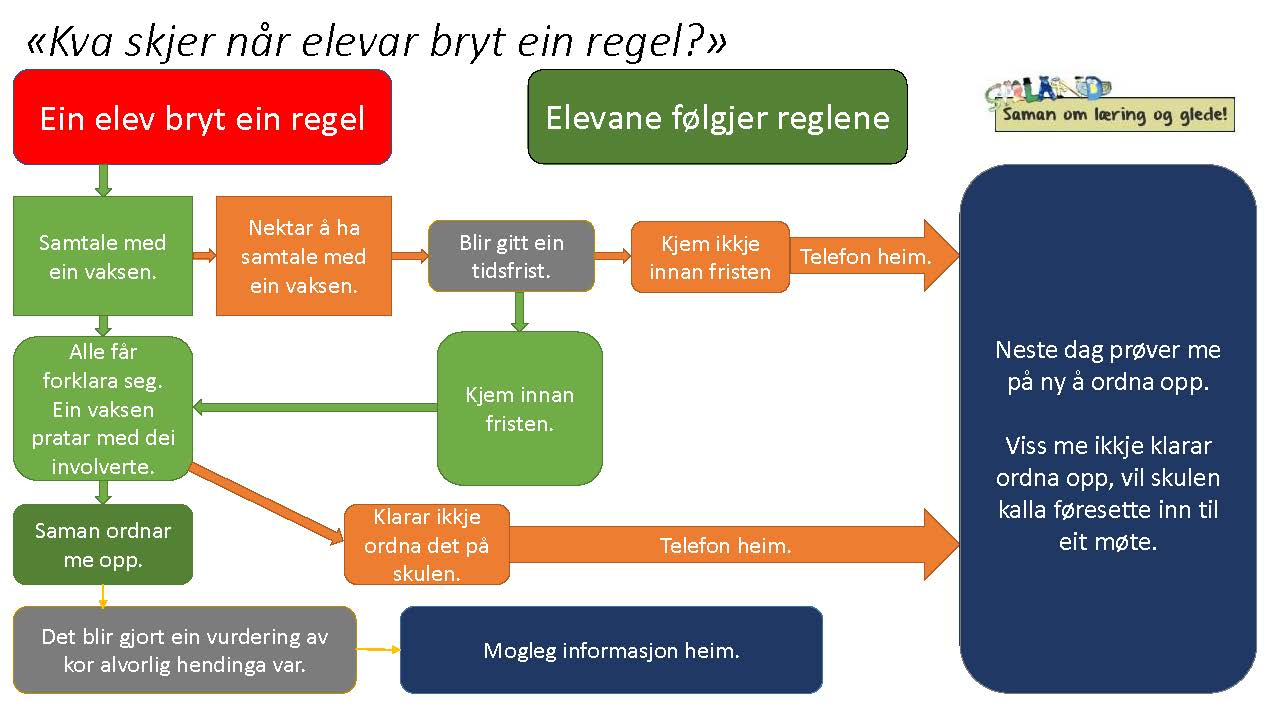 «Kva skjer når elevar bryt ein regel?»
Ein elev bryt ein regel
Elevane følgjer reglene
Saman om læring og glede!
Samtale med
ein vaksen.
Nektar å ha
samtale med
ein vaksen.
Blir gitt ein
tidsfrist.
Kjem ikkje
innan fristen
Telefon heim.
Alle får
forklara seg.
Ein vaksen
pratar med dei
involverte.
Kjem innan
fristen.
Neste dag prøver me
på ny å ordna opp.
Viss me ikkje klarar
ordna opp, vil skulen
kalla føresette inn til
eit møte.
Saman ordnar
me opp.
Klarar ikkje
ordna det på
skulen.
Telefon heim.
Det blir gjort ein vurdering av
kor alvorlig hendinga var.
Mogleg informasjon heim.